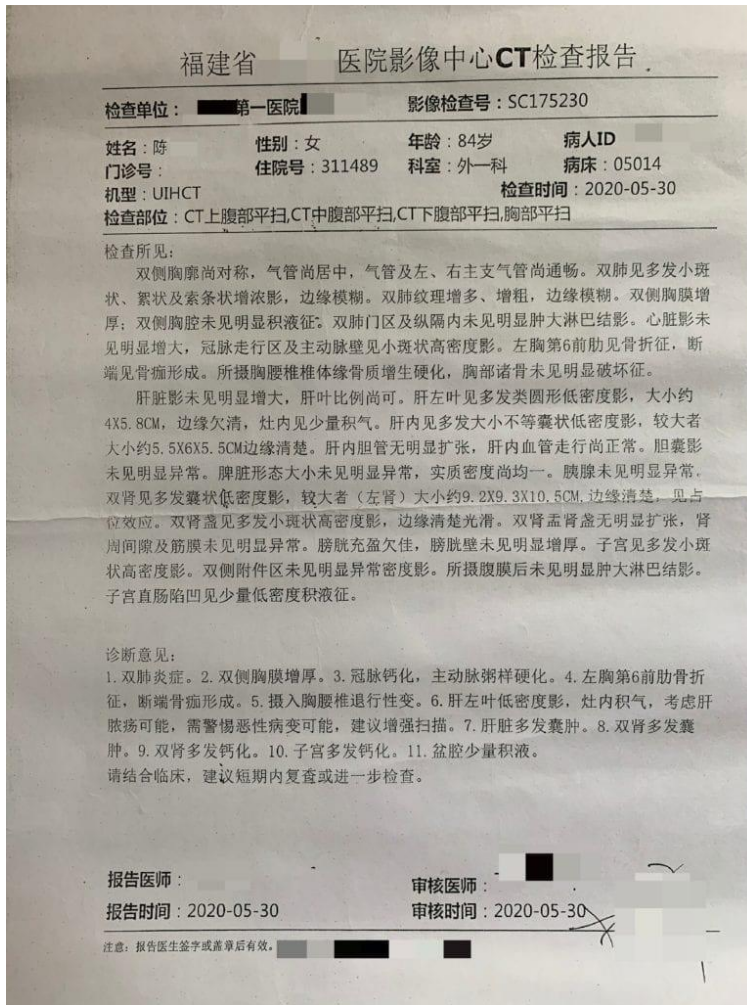 福建省 医院影像中心CT检查报告
检查单位: 第一医院 影像检查号:SC175230
姓名:陈 性别:女 年龄:84岁 病人ID
门诊号: 住院号:311489 科室:外一科 病床:05014
机型:UIHCT 检查时间:2020-05-30
检查部位:CT上腹部平扫,CT中腹部平扫,CT下腹部平扫,胸部平扫
检查所见:
双侧胸廓尚对称,气管尚居中,气管及左、右主支气管尚通畅。双肺见多发小斑
状、絮状及索条状增浓影,边缘模糊。双肺纹理增多、增粗,边缘模糊。双侧胸膜增
厚;双侧胸腔未见明显积液征。双肺门区及纵隔内未见明显肿大淋巴结影。心脏影未
见明显增大,冠脉走行区及主动脉壁见小斑状高密度影。左胸第6前肋见骨折征,断
端见骨痂形成。所摄胸腰椎椎体缘骨质增生硬化,胸部诸骨未见明显破坏征。
肝脏影未见明显增大,肝叶比例尚可。肝左叶见多发类圆形低密度影,大小约
4X5.8CM,边缘欠清,灶内见少量积气。肝内见多发大小不等囊状低密度影,较大者
大小约5.5X6X5.5CM边缘清楚。肝内胆管无明显扩张,肝内血管走行尚正常。胆囊影
未见明显异常。脾脏形态大小未见明显异常,实质密度尚均一。胰腺未见明显异常.
双肾见多发囊状低密度影,较大者(左肾)大小约9.2X9.3X10.5CM,边缘清楚,见占
位效应。双肾盏见多发小斑状高密度影,边缘清楚光滑。双肾盂肾盏无明显扩张,肾
周间隙及筋膜未见明显异常。膀胱充盈欠佳,膀胱壁未见明显增厚。子宫见多发小斑
状高密度影。双侧附件区未见明显异常密度影。所摄腹膜后未见明显肿大淋巴结影。
子宫直肠陷凹见少量低密度积液征。
诊断意见:
1.双肺炎症。2.双侧胸膜增厚。3.冠脉钙化,主动脉粥样硬化。4.左胸第6前肋骨折
征,断端骨痂形成。5.摄入胸腰椎退行性变。6.肝左叶低密度影,灶内积气,考虑肝
脓疡可能,需警惕恶性病变可能,建议增强扫描。7.肝脏多发囊肿。8.双肾多发囊
肿。9.双肾多发钙化。10.子宫多发钙化。11.盆腔少量积液。
请结合临床,建议短期内复查或进一步检查。
报告医师: 审核医师:
报告时间:2020-05-30 审核时间:2020-05-30
注意:报告医生签字或盖章后有效。